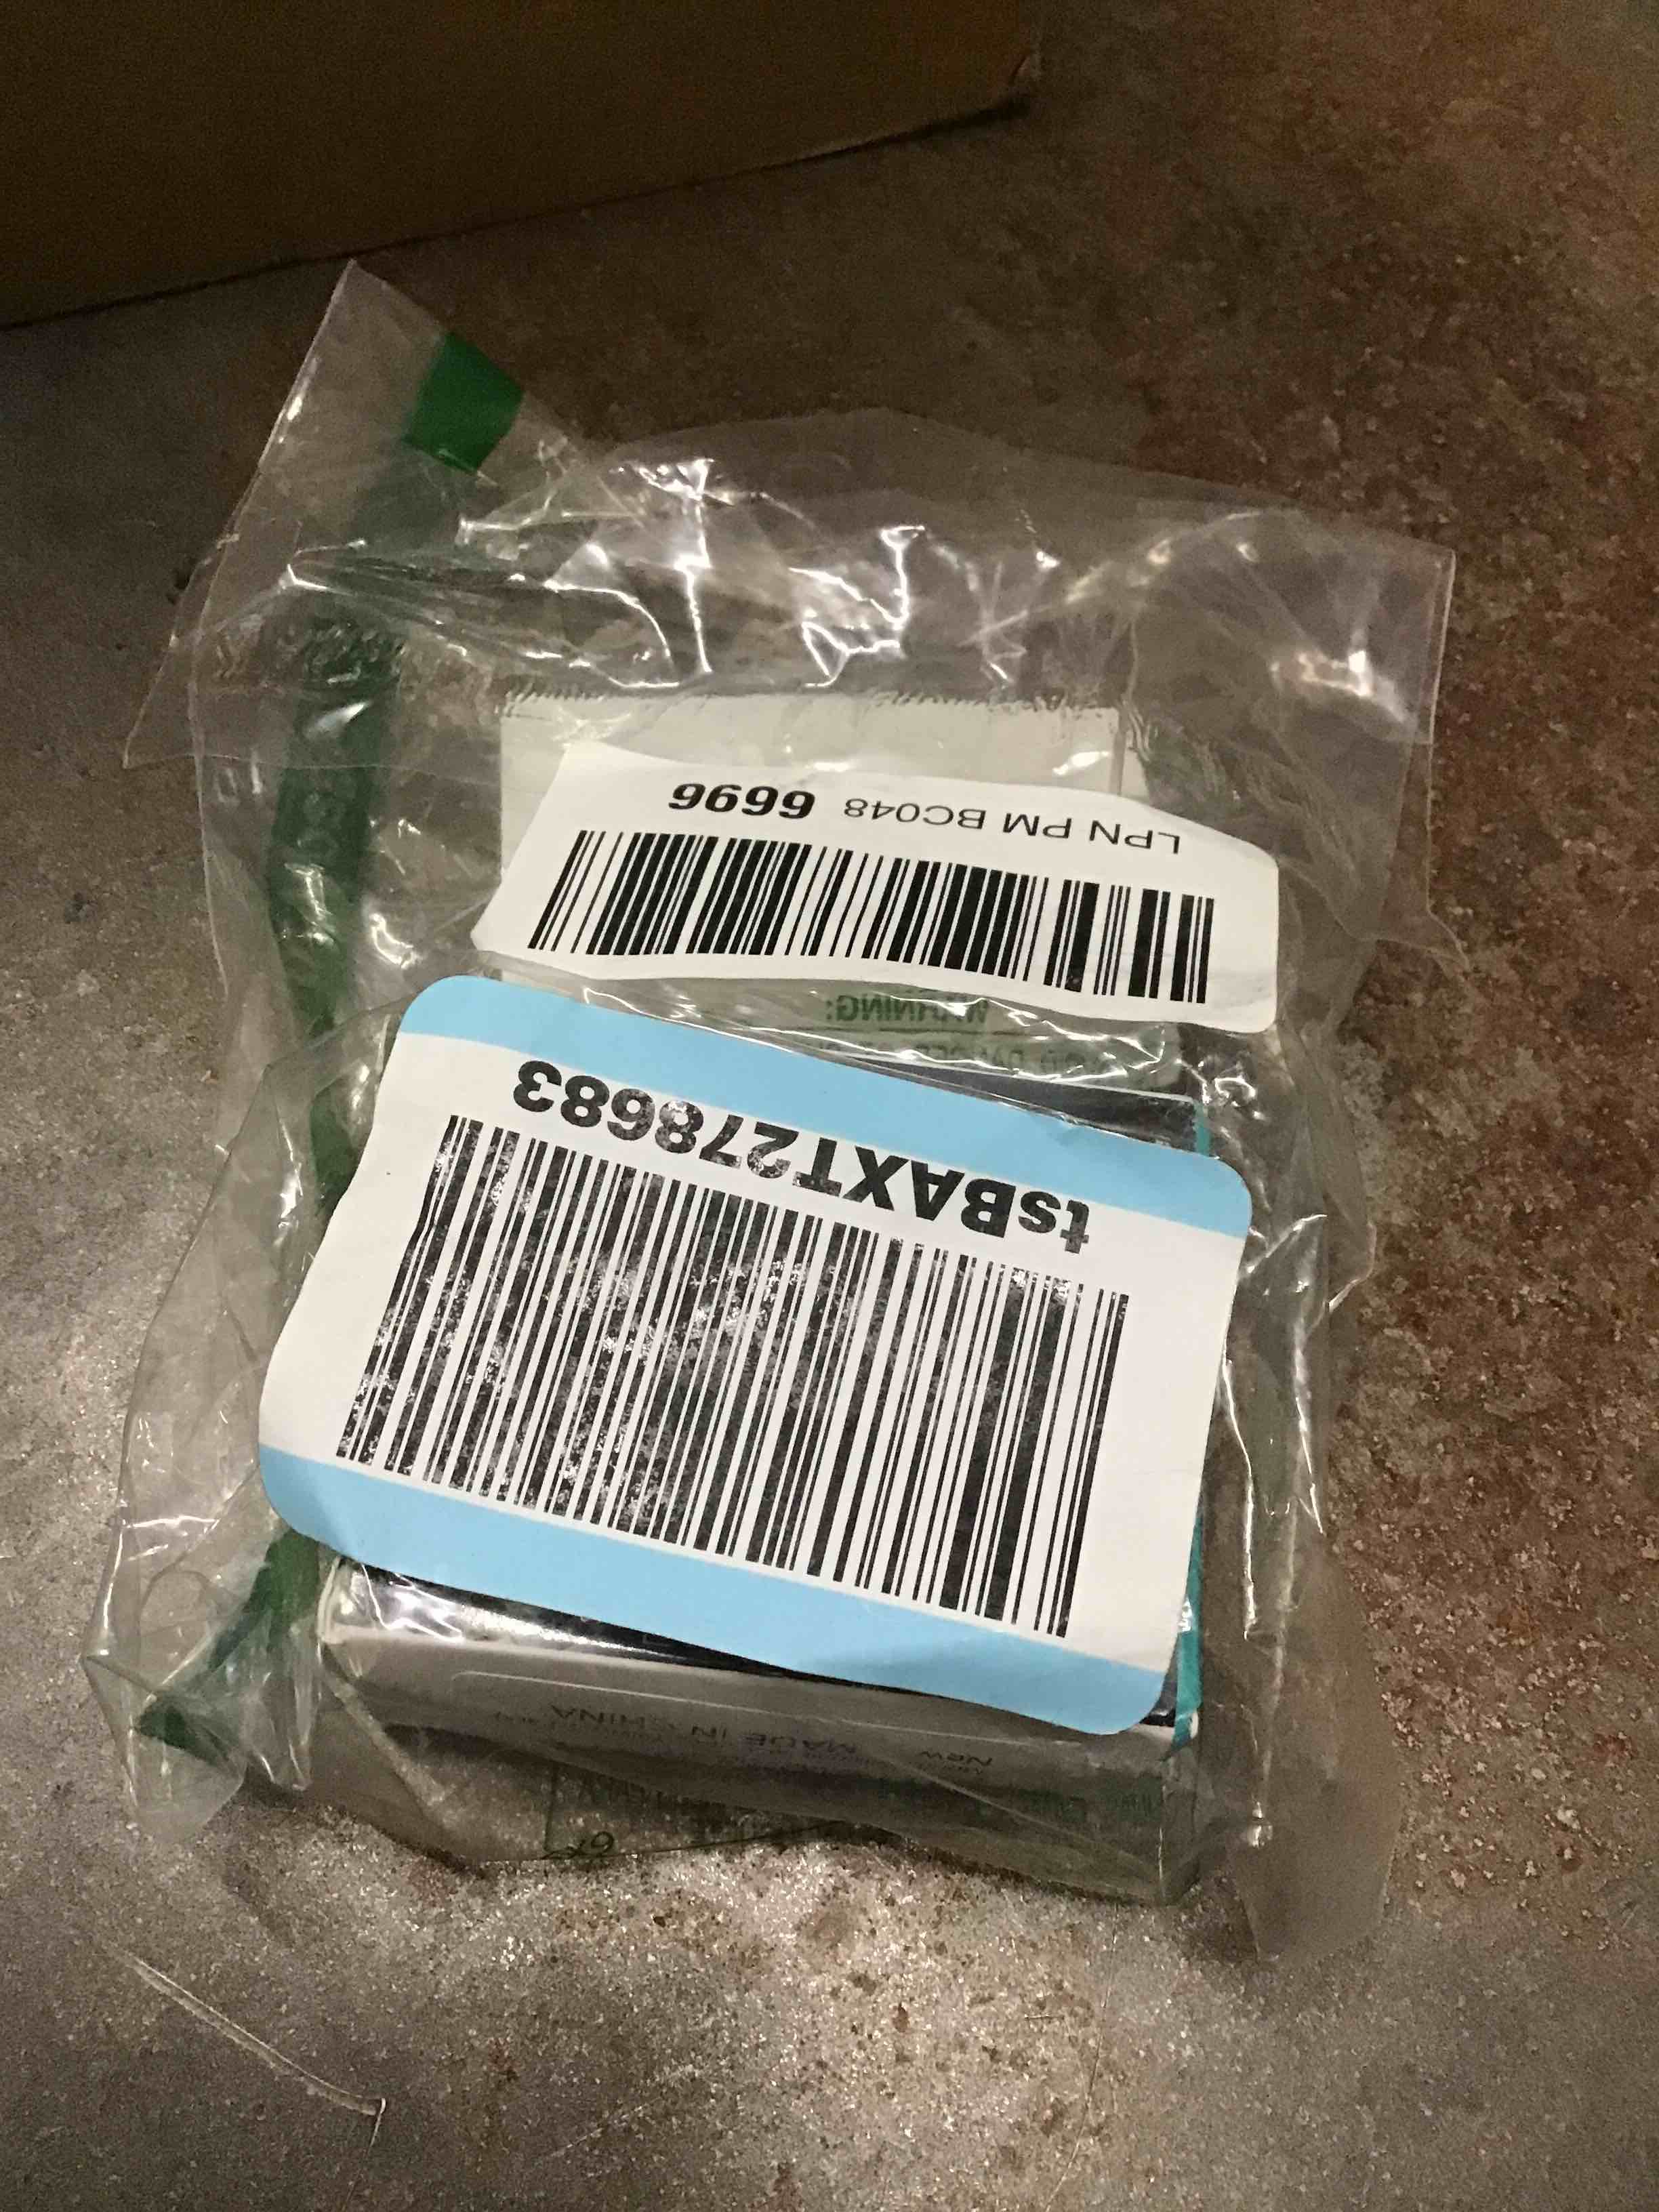 New
MADE IN CHINA
tsBAXT278683
WARNING:
LPN PM BC048 6696